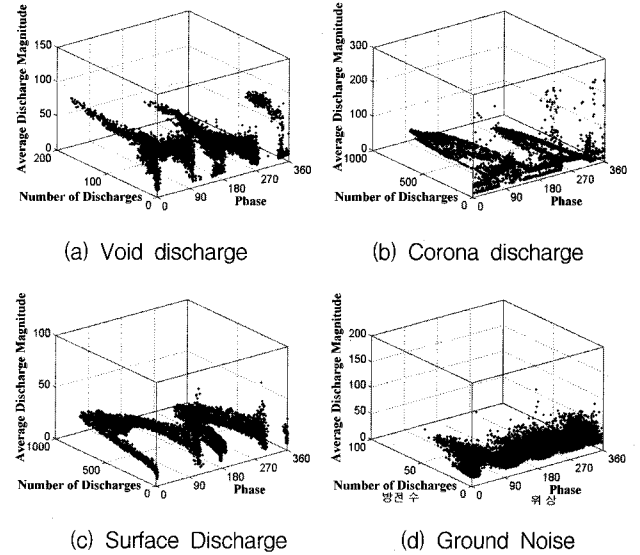 Average Discharge Magnitude
150
100
50
0
200
100
0
Number of Discharges
0
90
180
270
360
Phase
(a) Void discharge
Average Discharge Magnitude
300
200
100
0
1000
500
0
Number of Discharges
0
90
180
270
360
Phase
(b) Corona discharge
Average Discharge Magnitude
100
50
0
1000
500
0
Number of Discharges
0
90
180
270
360
Phase
(c) Surface Discharge
Average Discharge Magnitude
200
150
100
50
0
100
50
0
Number of Discharges
방전 수
0
90
180
270
360
Phase
위상
(d) Ground Noise